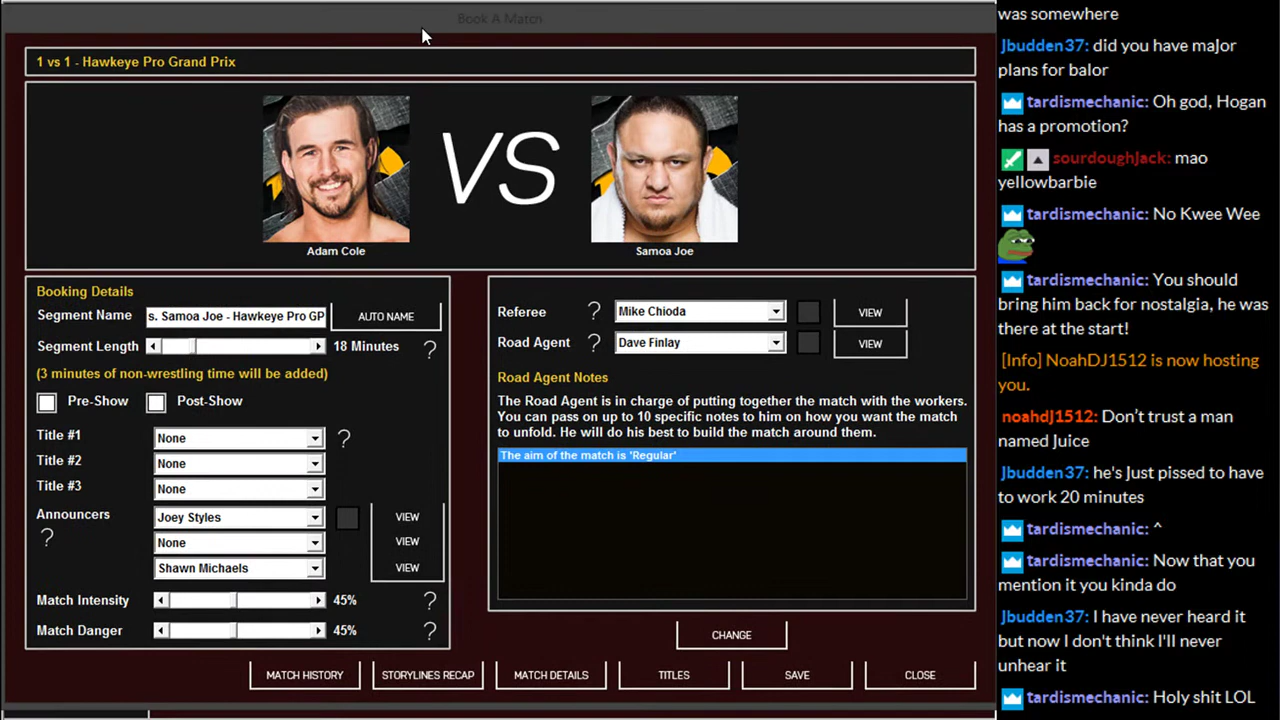 Book A Match
1 vs 1 - Hawkeye Pro Grand Prix
VS
Adam Cole
Samoa Joe
Booking Details
Segment Name
s. Samoa Joe - Hawkeye Pro GP
AUTO NAME
Segment Length
18 Minutes
?
(3 minutes of non-wrestling time will be added)
Pre-Show
Post-Show
Title #1
None
?
Title #2
None
Title #3
None
Announcers
Joey Styles
VIEW
?
None
VIEW
Shawn Michaels
VIEW
Match Intensity
45%
?
Match Danger
45%
?
Referee
?
Mike Chioda
VIEW
Road Agent
?
Dave Finlay
VIEW
Road Agent Notes
The Road Agent is in charge of putting together the match with the workers.
You can pass on up to 10 specific notes to him on how you want the match
to unfold. He will do his best to build the match around them.
The aim of the match is 'Regular'
CHANGE
MATCH HISTORY
STORYLINES RECAP
MATCH DETAILS
TITLES
SAVE
CLOSE
was somewhere
Jbudden37: did you have major
plans for balor
tardismechanic: Oh god, Hogan
has a promotion?
sourdoughJack: mao
yellowbarbie
tardismechanic: No Kwee Wee
tardismechanic: You should
bring him back for nostalgia, he was
there at the start!
[Info] NoahDJ1512 is now hosting
you.
noahdJ1512: Don't trust a man
named Juice
Jbudden37: he's Just pissed to have
to work 20 minutes
tardismechanic: ^
tardismechanic: Now that you
mention it you kinda do
Jbudden37: I have never heard it
but now I don't think I'll never
unhear it
tardismechanic: Holy shit LOL